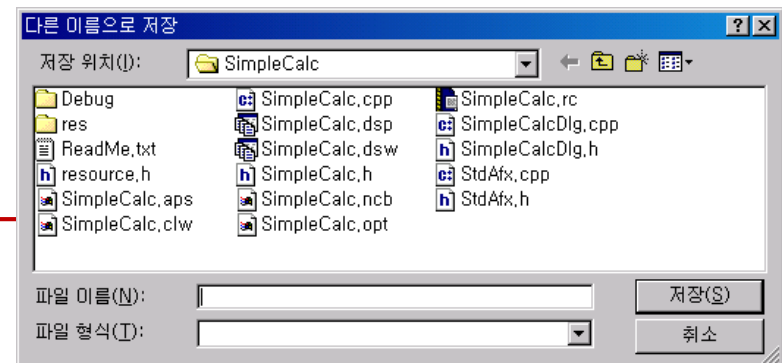 다른 이름으로 저장
저장 위치(I): SimpleCalc
Debug SimpleCalc.cpp SimpleCalc.rc
res SimpleCalc.dsp SimpleCalcDlg.cpp
ReadMe.txt SimpleCalc.dsw SimpleCalcDlg.h
resource.h SimpleCalc.h StdAfx.cpp
SimpleCalc.aps SimpleCalc.ncb StdAfx.h
SimpleCalc.clw SimpleCalc.opt
파일 이름(N): 저장(S)
파일 형식(T): 취소